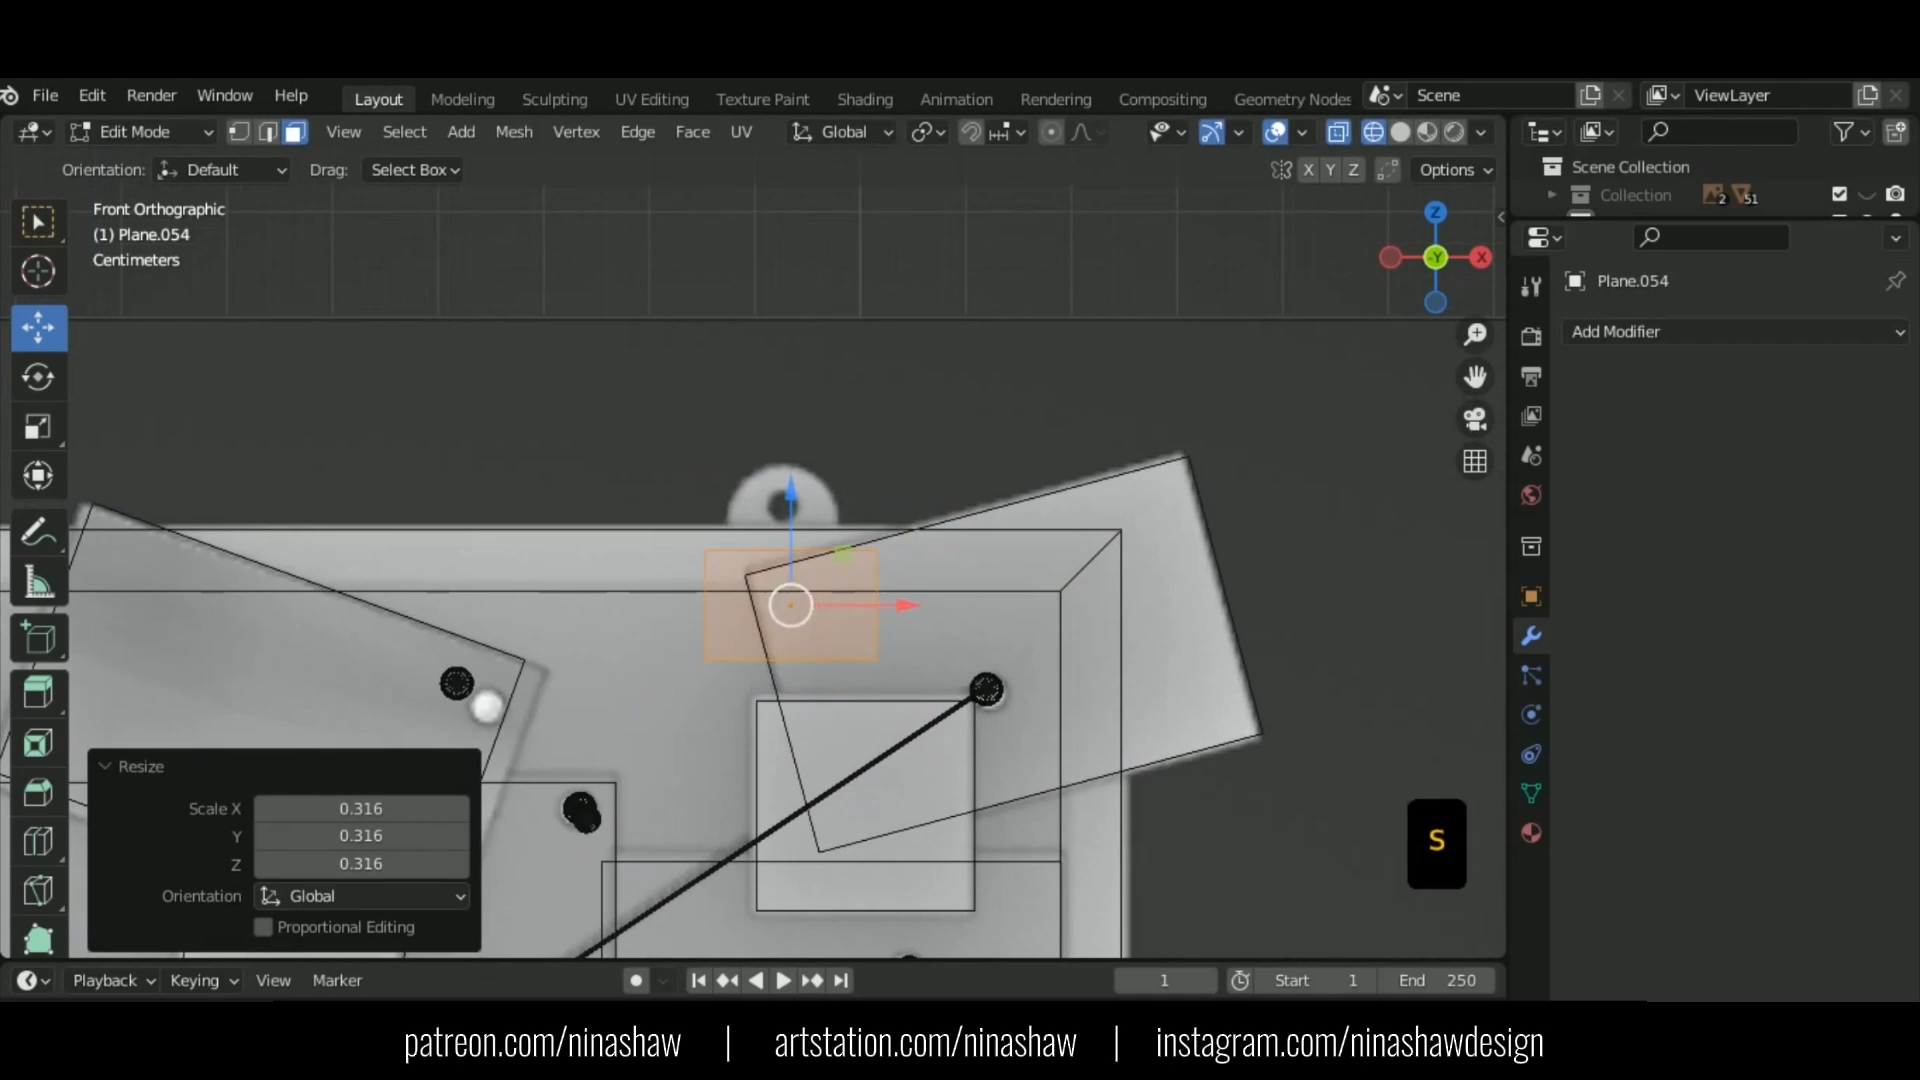 File Edit Render Window Help Layout Modeling Sculpting UV Editing Texture Paint Shading Animation Rendering Compositing Geometry Nodes Scene ViewLayer
Edit Mode View Select Add Mesh Vertex Edge Face UV Global
Orientation: Default Drag: Select Box X Y Z Options
Scene Collection
Collection 2 51
Front Orthographic
(1) Plane.054
Centimeters
Z
-Y X
Plane.054
Add Modifier
Resize
Scale X 0.316
Y 0.316
Z 0.316
Orientation Global
Proportional Editing
S
Playback Keying View Marker 1 Start 1 End 250
patreon.com/ninashaw | artstation.com/ninashaw | instagram.com/ninashawdesign